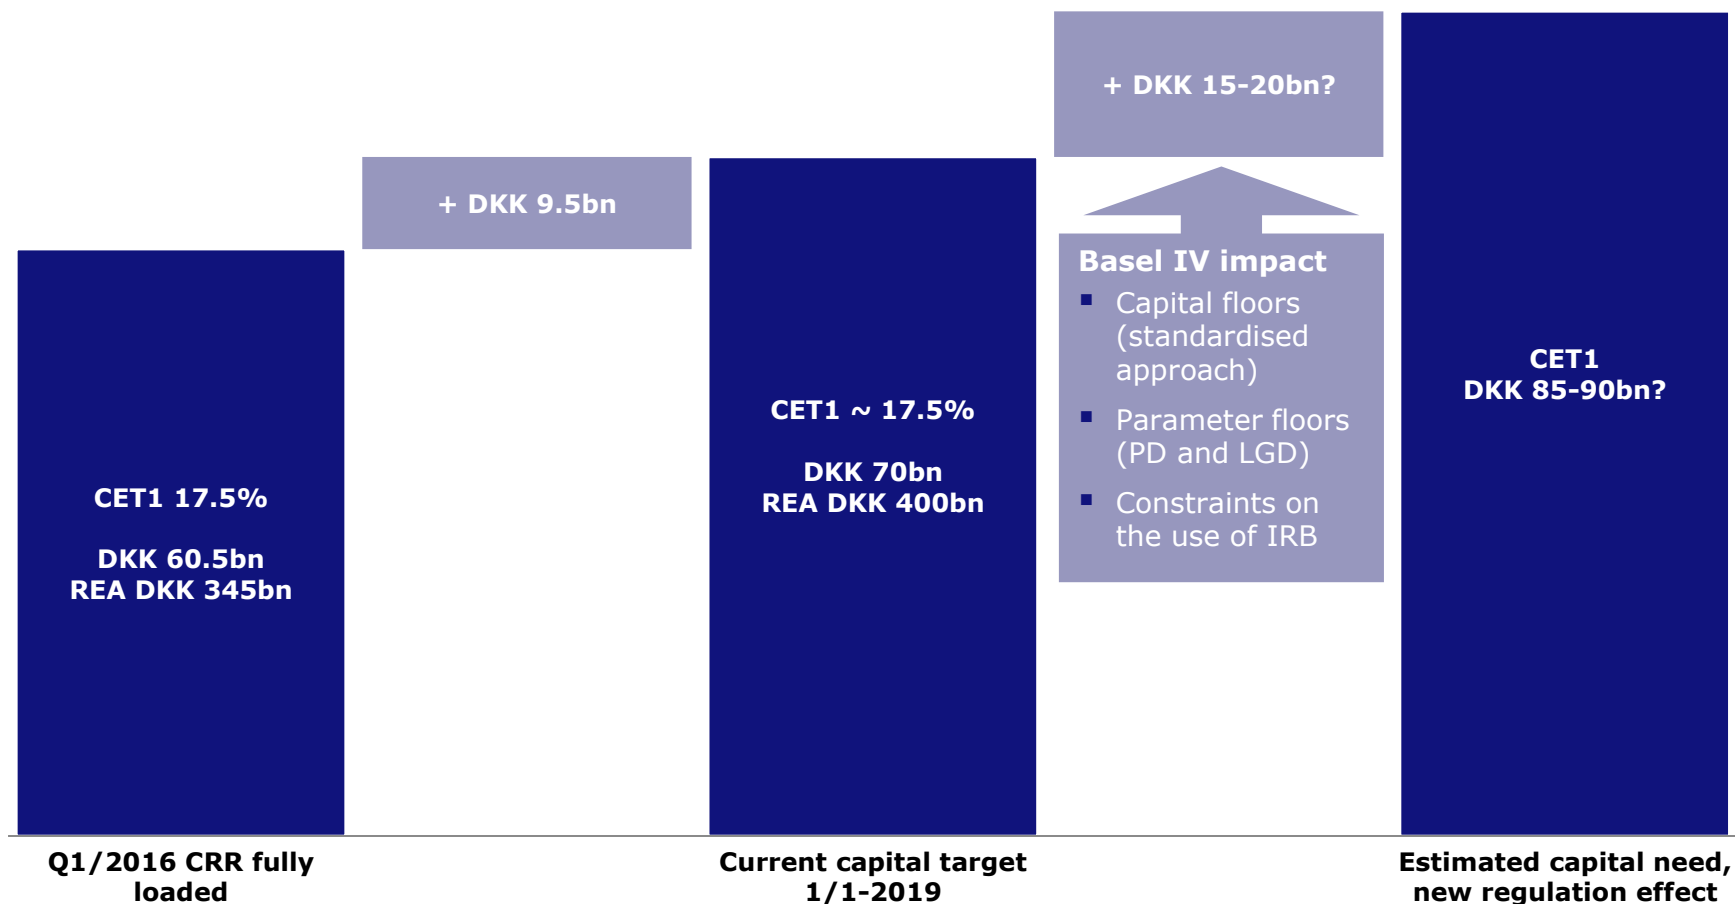 CET1 17.5%
DKK 60.5bn
REA DKK 345bn
Q1/2016 CRR fully
loaded
+ DKK 9.5bn
CET1 ~ 17.5%
DKK 70bn
REA DKK 400bn
Current capital target
1/1-2019
+ DKK 15-20bn?
Basel IV impact
▪ Capital floors
(standardised
approach)
▪ Parameter floors
(PD and LGD)
▪ Constraints on
the use of IRB
CET1
DKK 85-90bn?
Estimated capital need,
new regulation effect